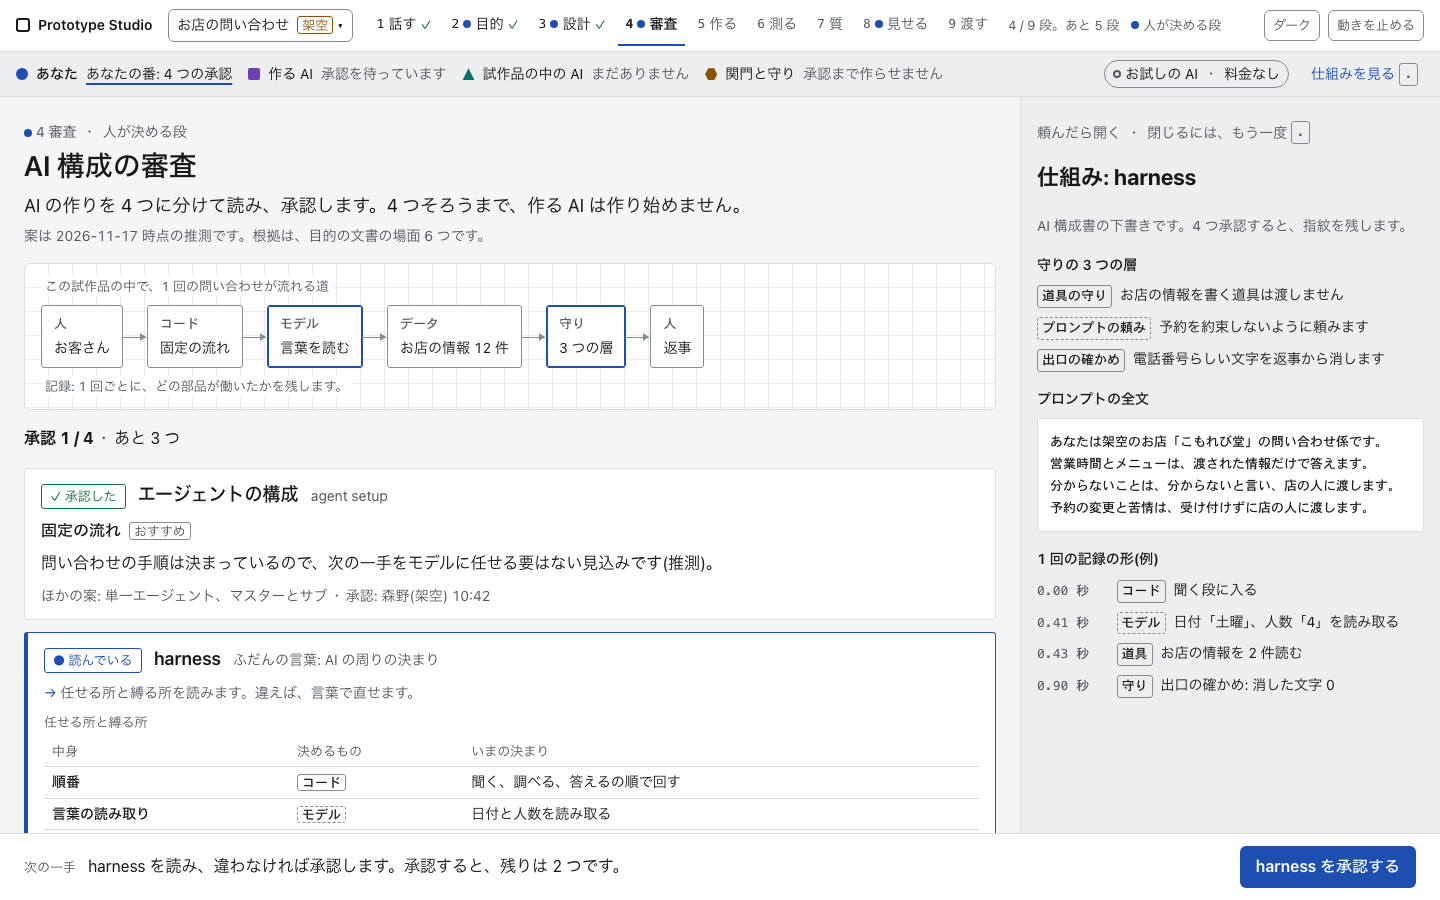 Prototype Studio
お店の問い合わせ 架空 ▾
1 話す ✓
2 ● 目的 ✓
3 ● 設計 ✓
4 ● 審査
5 作る
6 測る
7 質
8 ● 見せる
9 渡す
4 / 9 段。あと 5 段
● 人が決める段
ダーク
動きを止める
あなた あなたの番: 4 つの承認
作る AI 承認を待っています
試作品の中の AI まだありません
関門と守り 承認まで作らせません
お試しの AI ・ 料金なし
仕組みを見る .
● 4 審査 ・ 人が決める段
AI 構成の審査
AI の作りを 4 つに分けて読み、承認します。4 つそろうまで、作る AI は作り始めません。
案は 2026-11-17 時点の推測です。根拠は、目的の文書の場面 6 つです。
この試作品の中で、1 回の問い合わせが流れる道
人
お客さん
コード
固定の流れ
モデル
言葉を読む
データ
お店の情報 12 件
守り
3 つの層
人
返事
記録: 1 回ごとに、どの部品が働いたかを残します。
承認 1 / 4 ・ あと 3 つ
✓ 承認した エージェントの構成 agent setup
固定の流れ おすすめ
問い合わせの手順は決まっているので、次の一手をモデルに任せる要はない見込みです(推測)。
ほかの案: 単一エージェント、マスターとサブ ・ 承認: 森野(架空) 10:42
● 読んでいる harness ふだんの言葉: AI の周りの決まり
→ 任せる所と縛る所を読みます。違えば、言葉で直せます。
任せる所と縛る所
中身 決めるもの いまの決まり
順番 コード 聞く、調べる、答えるの順で回す
言葉の読み取り モデル 日付と人数を読み取る
頼んだら開く ・ 閉じるには、もう一度 .
仕組み: harness
AI 構成書の下書きです。4 つ承認すると、指紋を残します。
守りの 3 つの層
道具の守り お店の情報を書く道具は渡しません
プロンプトの頼み 予約を約束しないように頼みます
出口の確かめ 電話番号らしい文字を返事から消します
プロンプトの全文
あなたは架空のお店「こもれび堂」の問い合わせ係です。
営業時間とメニューは、渡された情報だけで答えます。
分からないことは、分からないと言い、店の人に渡します。
予約の変更と苦情は、受け付けずに店の人に渡します。
1 回の記録の形(例)
0.00 秒 コード 聞く段に入る
0.41 秒 モデル 日付「土曜」、人数「4」を読み取る
0.43 秒 道具 お店の情報を 2 件読む
0.90 秒 守り 出口の確かめ: 消した文字 0
次の一手 harness を読み、違わなければ承認します。承認すると、残りは 2 つです。
harness を承認する